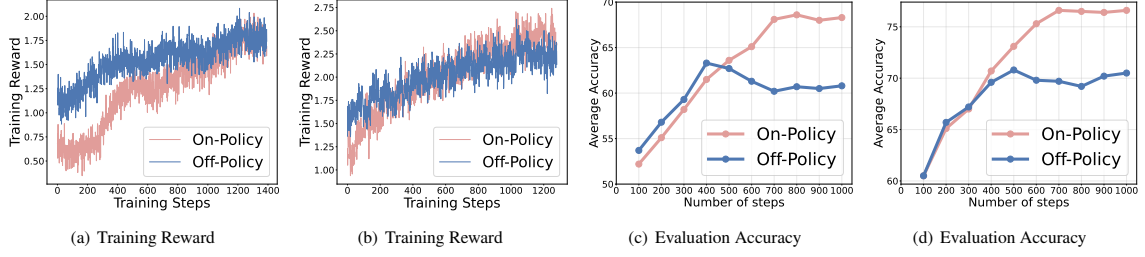 2.00
1.75
1.50
1.25
1.00
0.75
0.50
Training Reward
On-Policy
Off-Policy
0 200 400 600 800 1000 1200 1400
Training Steps
(a) Training Reward
2.75
2.50
2.25
2.00
1.75
1.50
1.25
1.00
Training Reward
On-Policy
Off-Policy
0 200 400 600 800 1000 1200
Training Steps
(b) Training Reward
70
65
60
55
50
Average Accuracy
On-Policy
Off-Policy
0 100 200 300 400 500 600 700 800 900 1000
Number of steps
(c) Evaluation Accuracy
75
70
65
60
Average Accuracy
On-Policy
Off-Policy
0 100 200 300 400 500 600 700 800 900 1000
Number of steps
(d) Evaluation Accuracy